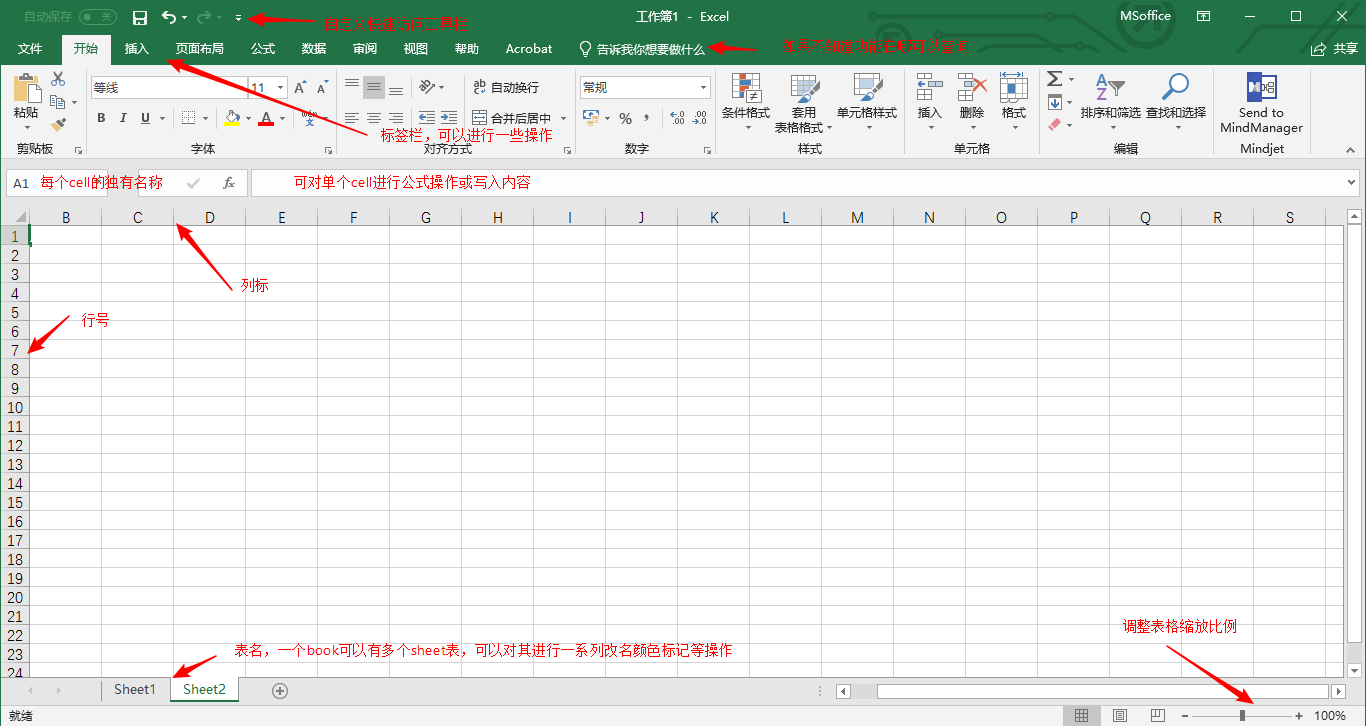 自动保存 关 自定义快速访问工具栏 工作簿1 - Excel MSoffice
文件 开始 插入 页面布局 公式 数据 审阅 视图 帮助 Acrobat 告诉我你想要做什么 共享
等线 11 自动换行 常规
粘贴 条件格式 套用 单元格样式 插入 删除 格式 排序和筛选 查找和选择 Send to
B I U A 合并后居中 % 表格格式 MindManager
标签栏，可以进行一些操作
剪贴板 字体 对齐方式 数字 样式 单元格 编辑 Mindjet
A1 每个cell的独有名称 fx 可对单个cell进行公式操作或写入内容
B C D E F G H I J K L M N O P Q R S
1
2
3
列标
4
5
行号
6
7
8
9
10
11
12
13
14
15
16
17
18
19
20
21
调整表格缩放比例
22
23 表名，一个book可以有多个sheet表，可以对其进行一系列改名颜色标记等操作
24
Sheet1 Sheet2
就绪 100%